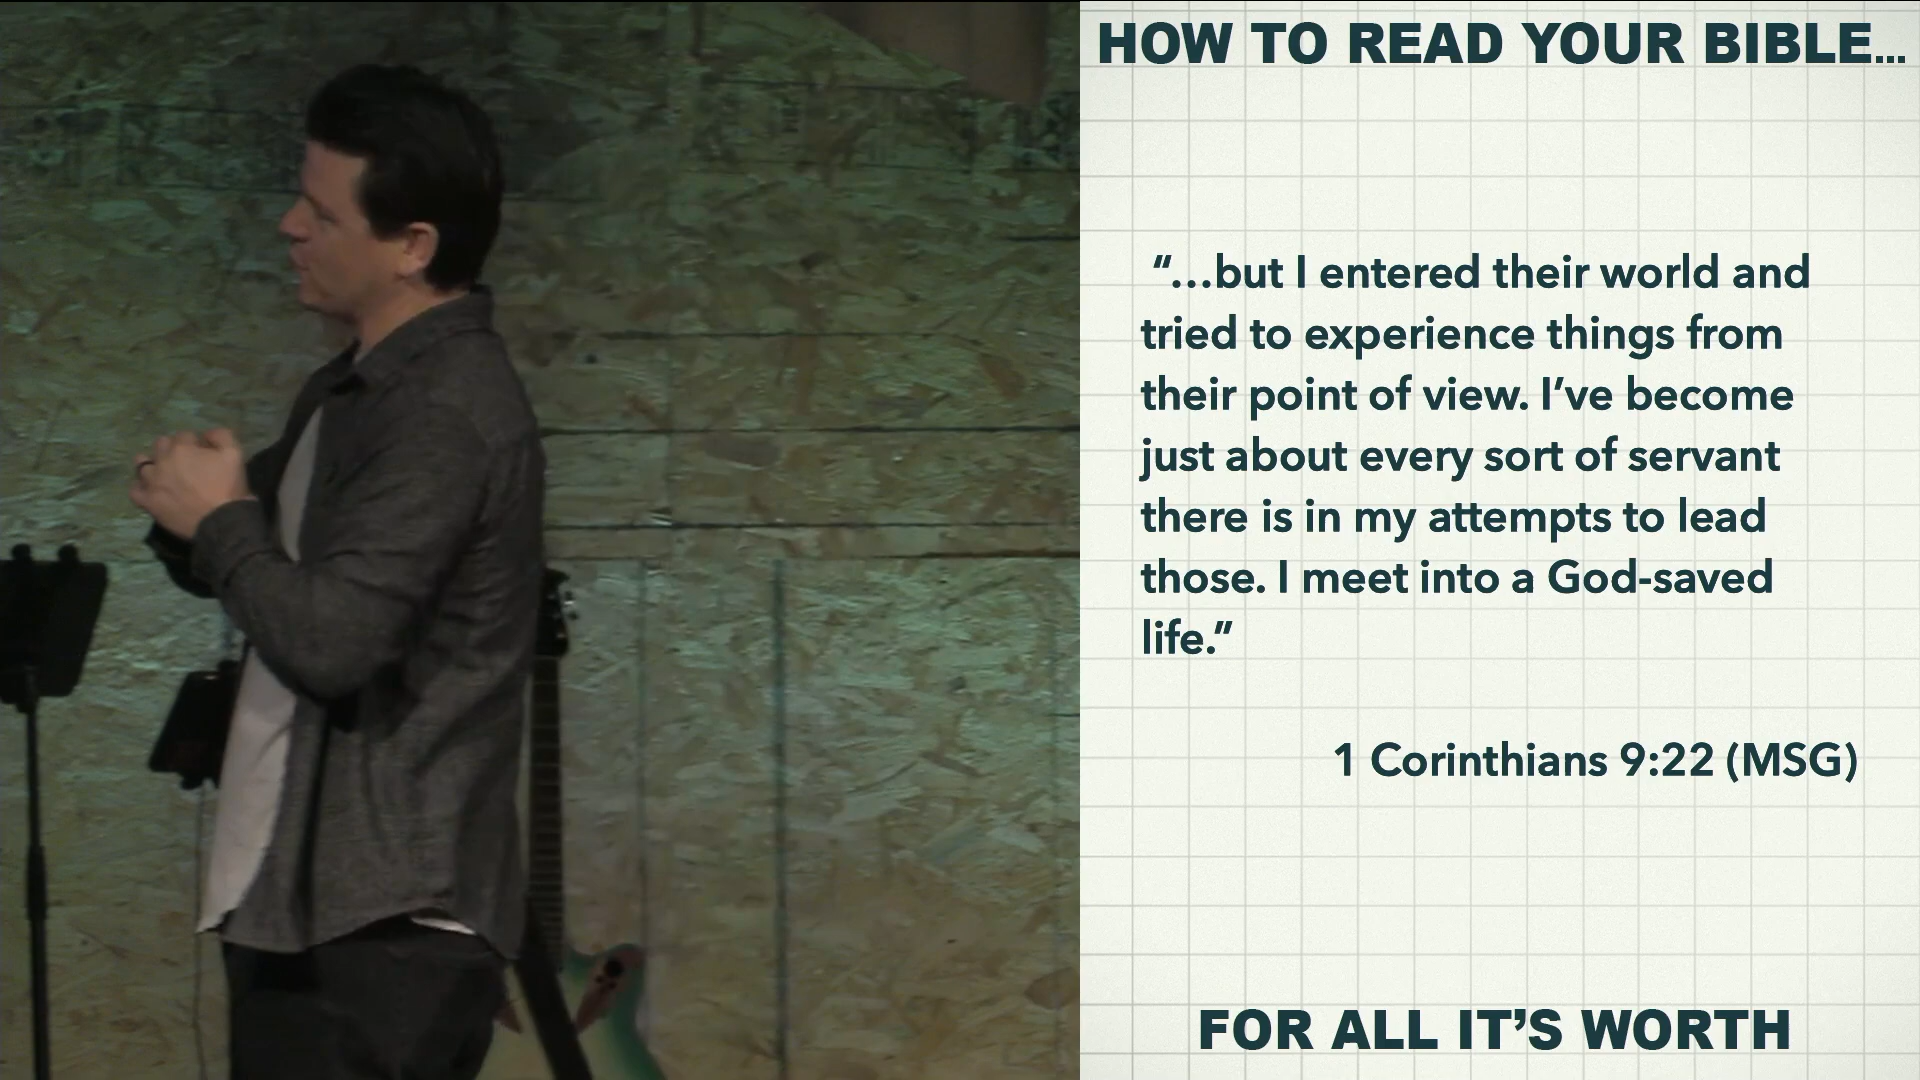 HOW TO READ YOUR BIBLE...
“...but I entered their world and
tried to experience things from
their point of view. I’ve become
just about every sort of servant
there is in my attempts to lead
those. I meet into a God-saved
life.”
1 Corinthians 9:22 (MSG)
FOR ALL IT’S WORTH